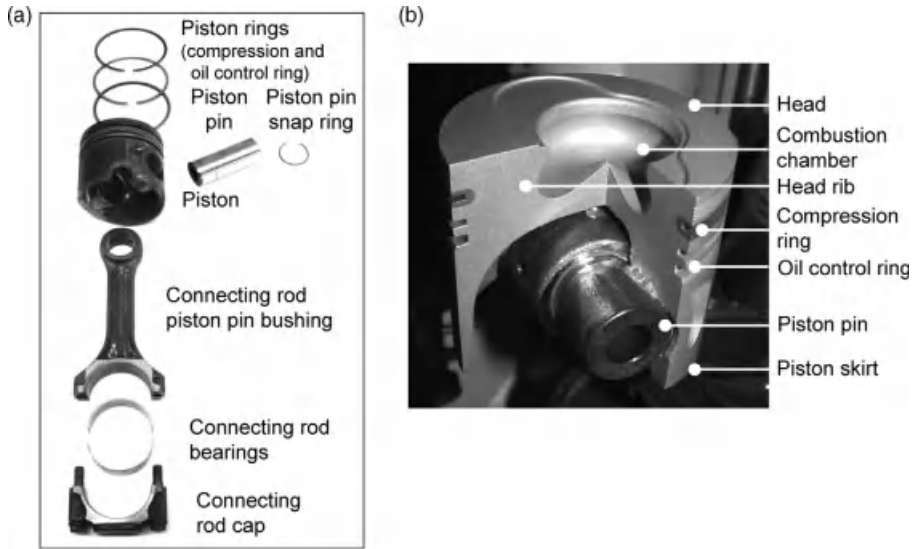 (a)
Piston rings
(compression and
oil control ring)
Piston
pin
Piston pin
snap ring
Piston
Connecting rod
piston pin bushing
Connecting rod
bearings
Connecting
rod cap
(b)
Head
Combustion
chamber
Head rib
Compression
ring
Oil control ring
Piston pin
Piston skirt